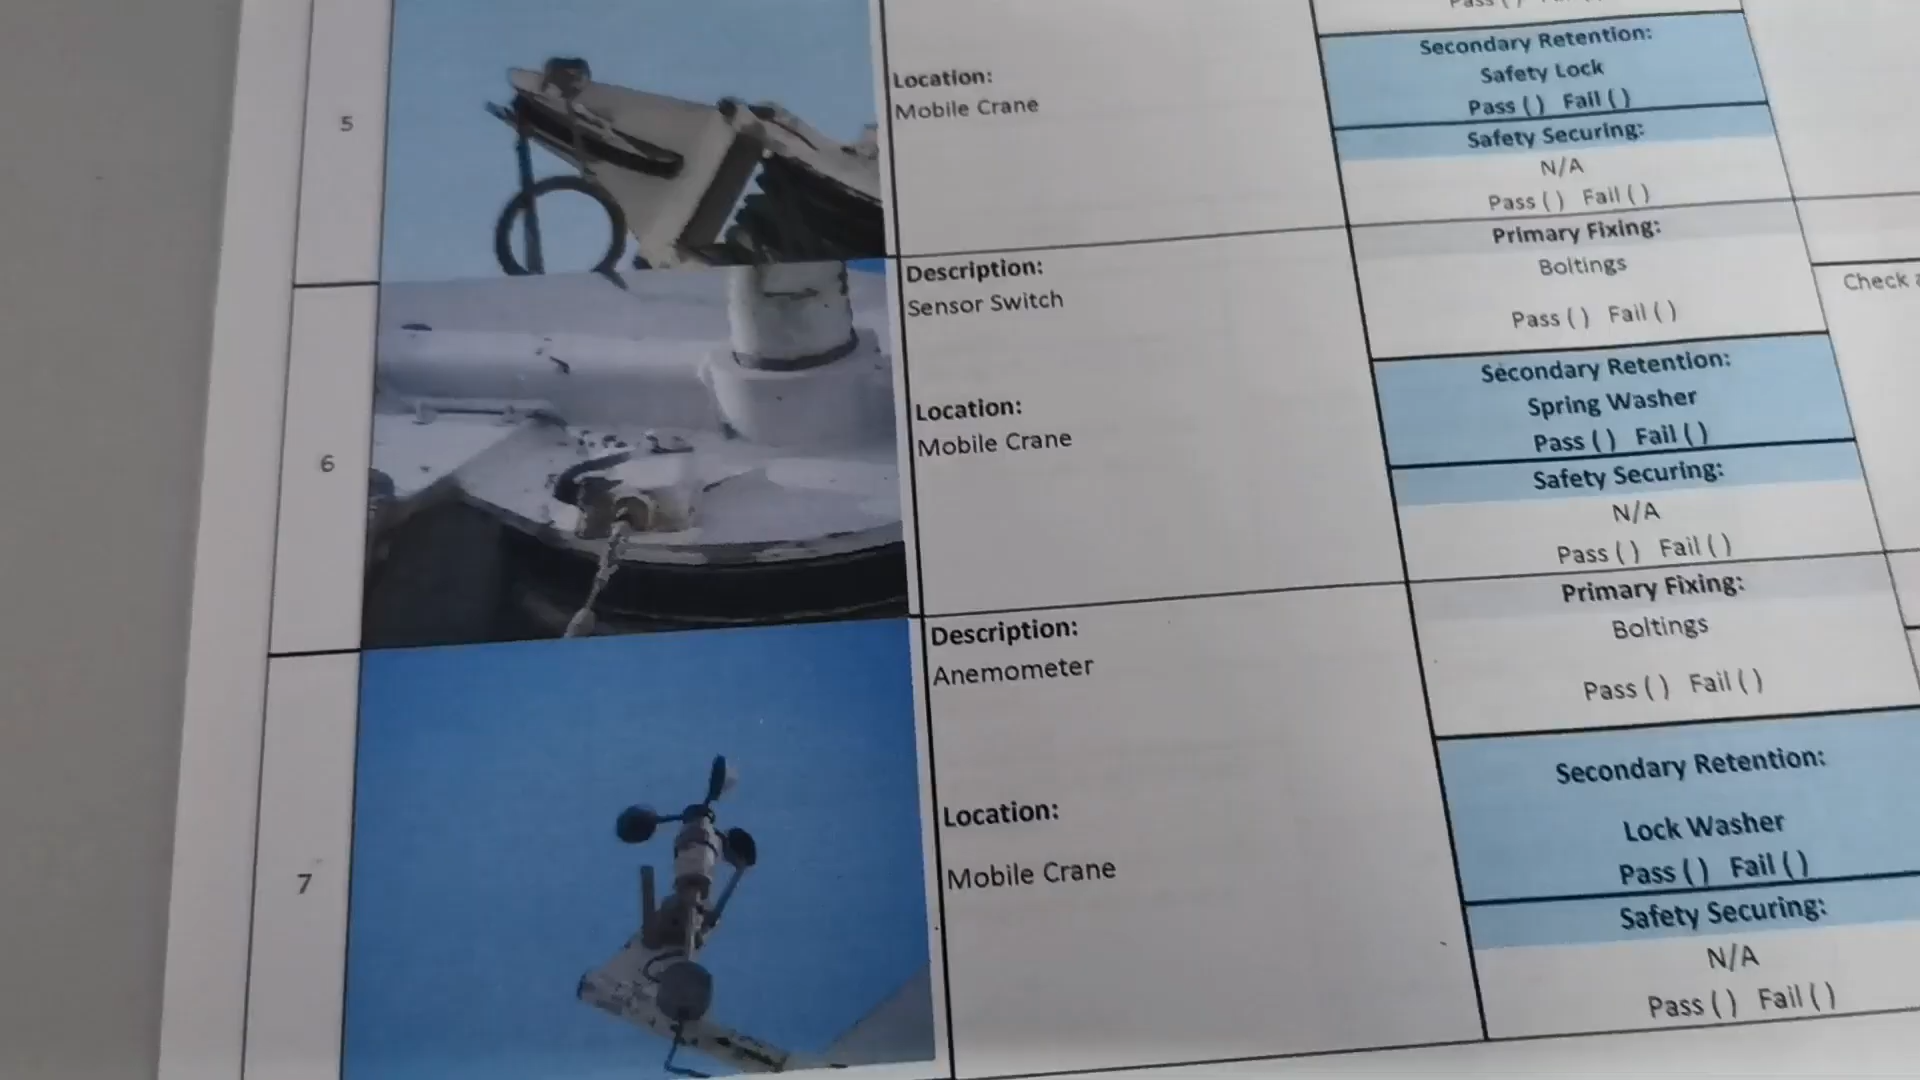 Pass ( )
5
Location:
Mobile Crane
Secondary Retention:
Safety Lock
Pass ( ) Fail ( )
Safety Securing:
N/A
Pass ( ) Fail ( )
6
Description:
Sensor Switch
Location:
Mobile Crane
Primary Fixing:
Boltings
Pass ( ) Fail ( )
Secondary Retention:
Spring Washer
Pass ( ) Fail ( )
Safety Securing:
N/A
Pass ( ) Fail ( )
Check
7
Description:
Anemometer
Location:
Mobile Crane
Primary Fixing:
Boltings
Pass ( ) Fail ( )
Secondary Retention:
Lock Washer
Pass ( ) Fail ( )
Safety Securing:
N/A
Pass ( ) Fail ( )